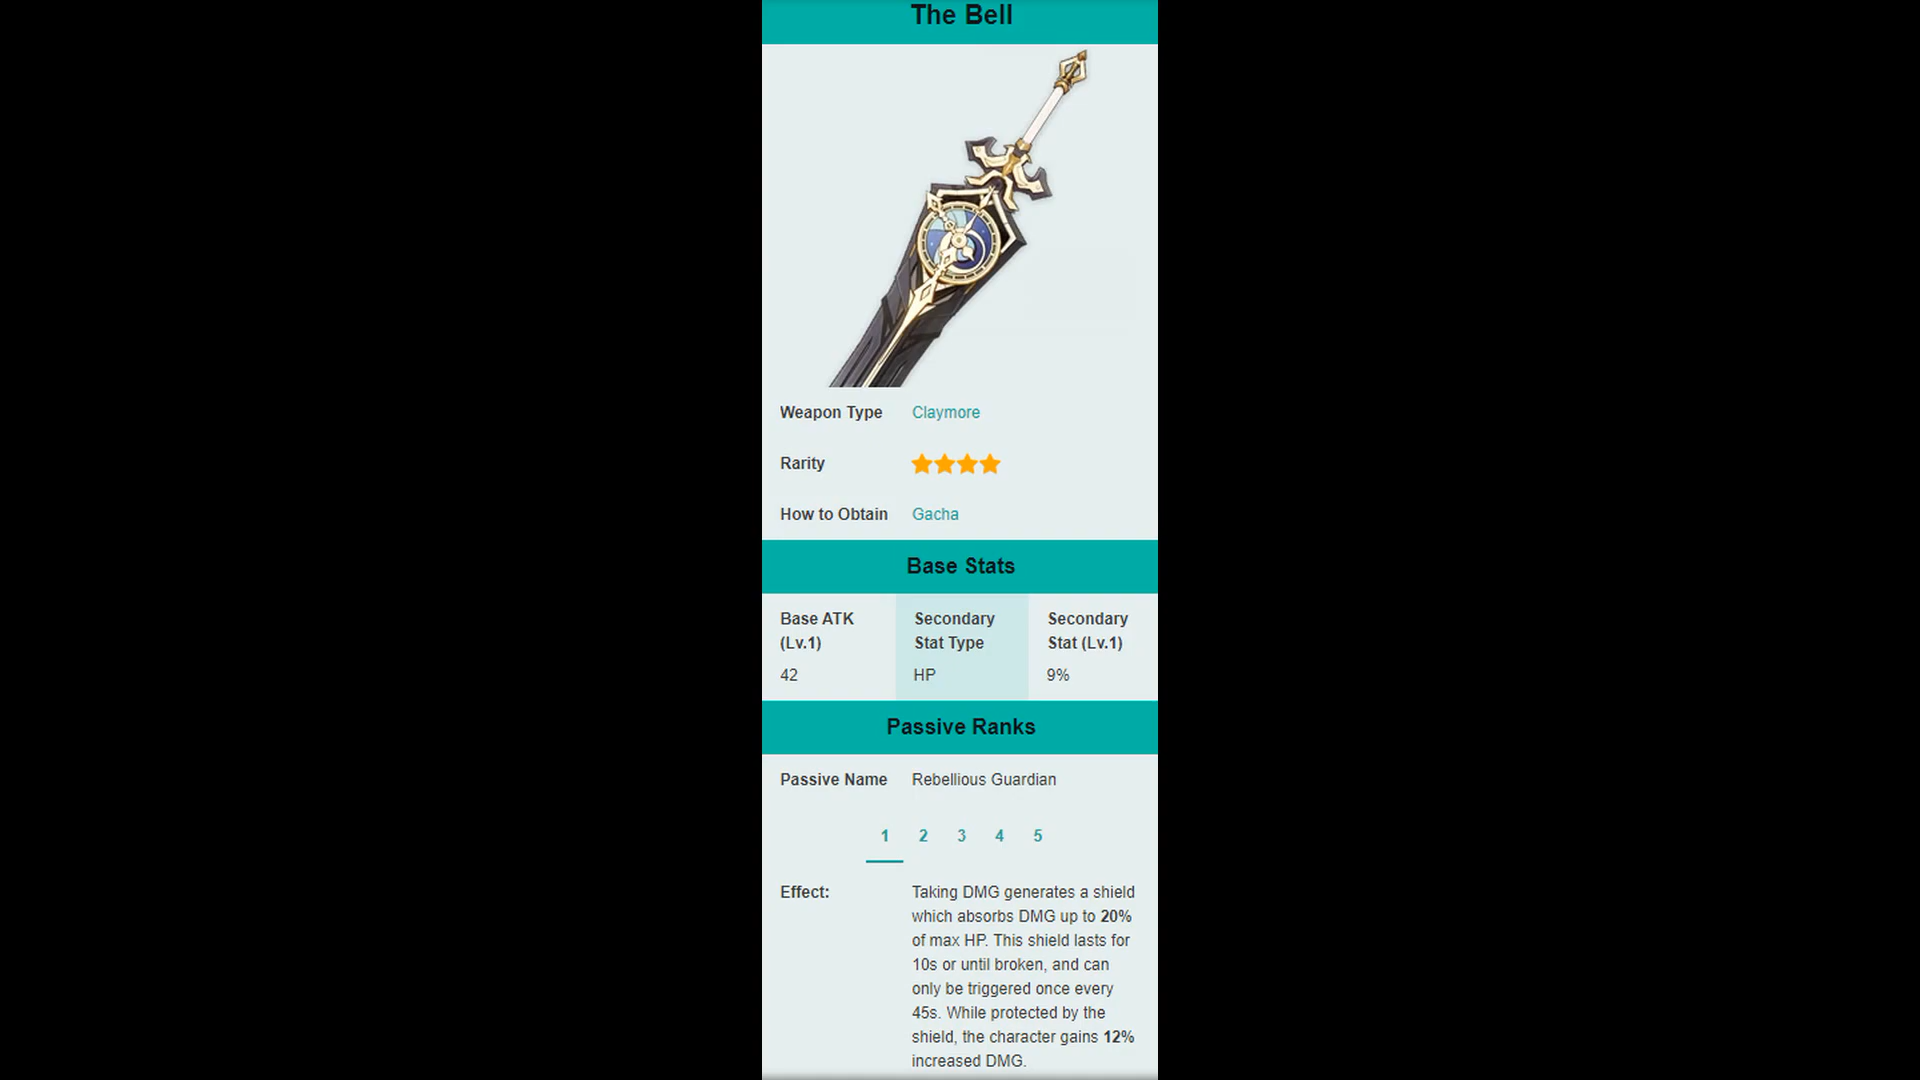 The Bell
Weapon Type Claymore
Rarity
How to Obtain Gacha
Base Stats
Base ATK (Lv.1)
42
Secondary Stat Type
HP
Secondary Stat (Lv.1)
9%
Passive Ranks
Passive Name Rebellious Guardian
1 2 3 4 5
Effect:
Taking DMG generates a shield
which absorbs DMG up to 20%
of max HP. This shield lasts for
10s or until broken, and can
only be triggered once every
45s. While protected by the
shield, the character gains 12%
increased DMG.